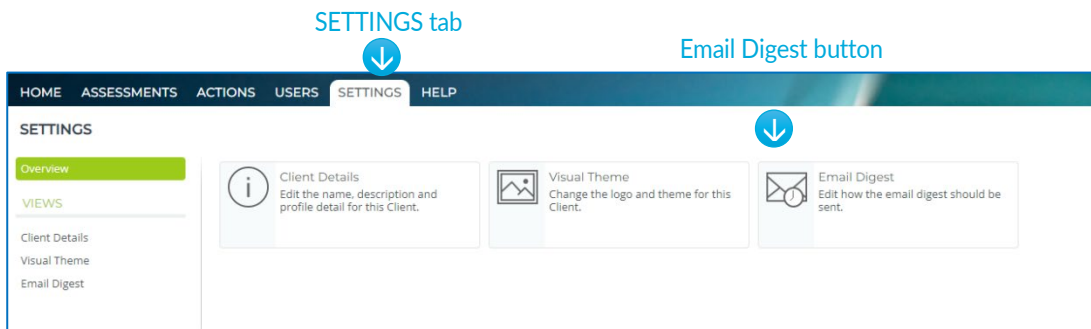 SETTINGS tab
Email Digest button
HOME ASSESSMENTS ACTIONS USERS SETTINGS HELP
SETTINGS
Overview
VIEWS
Client Details
Visual Theme
Email Digest
Client Details
Edit the name, description and
profile detail for this Client.
Visual Theme
Change the logo and theme for this
Client.
Email Digest
Edit how the email digest should be
sent.